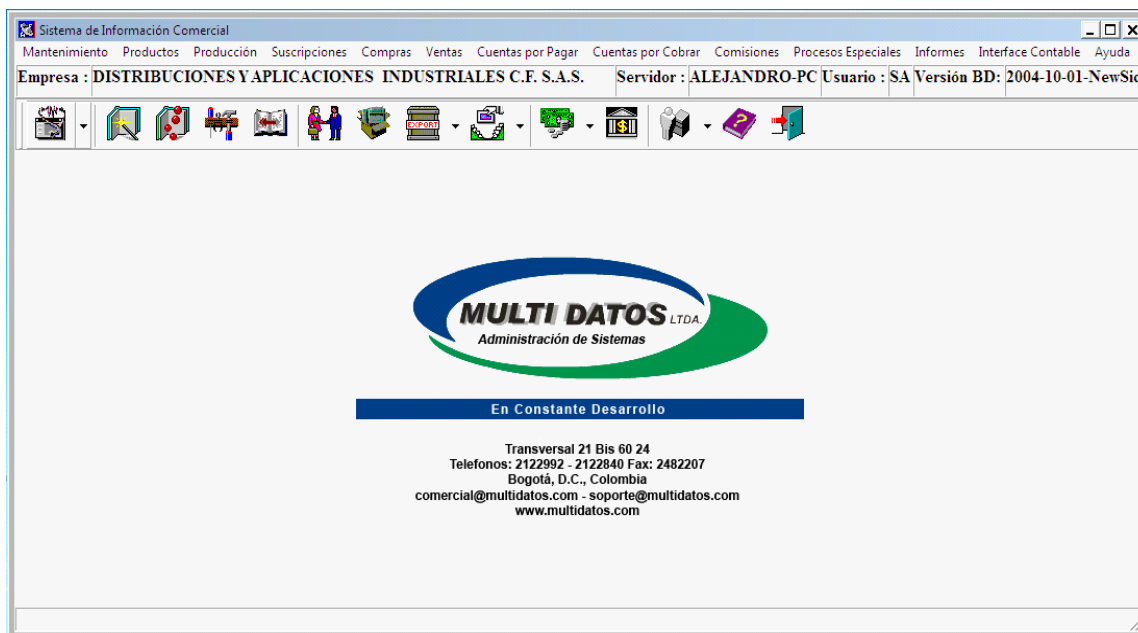 Sistema de Información Comercial
Mantenimiento Productos Producción Suscripciones Compras Ventas Cuentas por Pagar Cuentas por Cobrar Comisiones Procesos Especiales Informes Interface Contable Ayuda
Empresa : DISTRIBUCIONES Y APLICACIONES INDUSTRIALES C.F. S.A.S. Servidor : ALEJANDRO-PC Usuario : SA Versión BD: 2004-10-01-NewSic
EXPORT
MULTI DATOS LTDA.
Administración de Sistemas
En Constante Desarrollo
Transversal 21 Bis 60 24
Telefonos: 2122992 - 2122840 Fax: 2482207
Bogotá, D.C., Colombia
comercial@multidatos.com - soporte@multidatos.com
www.multidatos.com